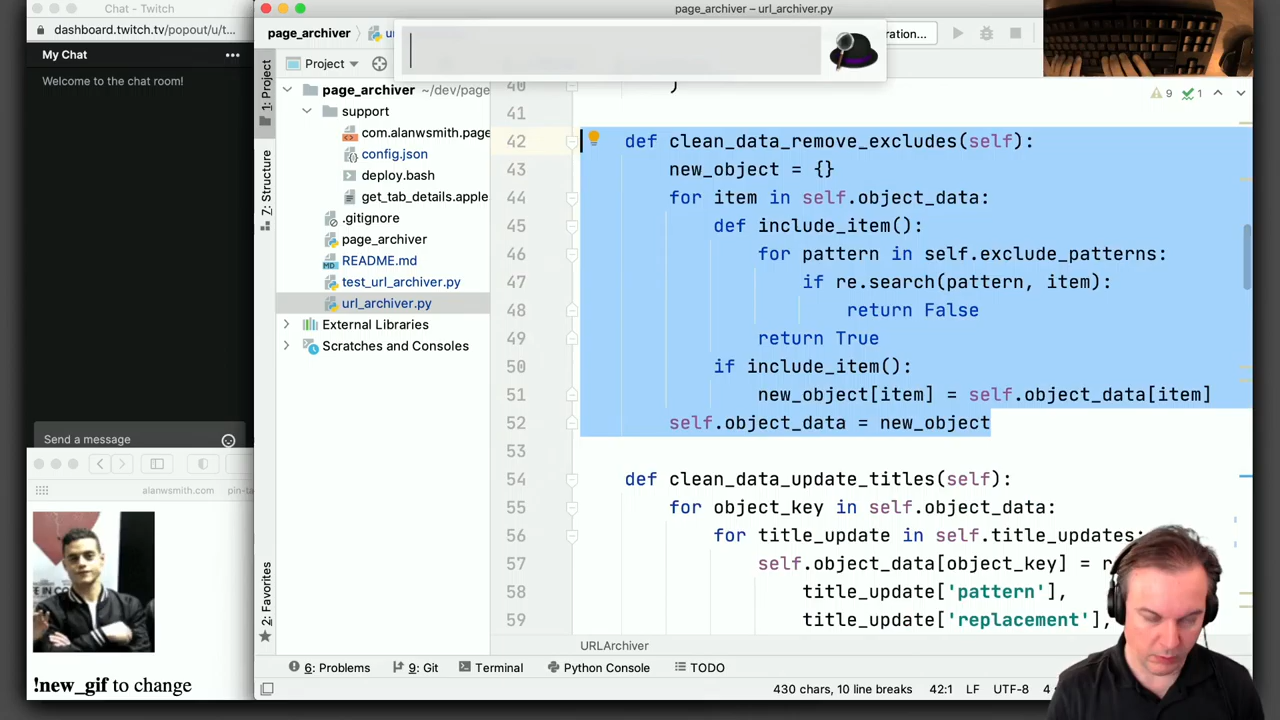 Chat - Twitch
dashboard.twitch.tv/popout/u/t...
My Chat
Welcome to the chat room!
Send a message
alanwsmith.com
pin-ta
!new_gif to change
page_archiver – url_archiver.py
page_archiver
ration...
1: Project
Project
7: Structure
2: Favorites
page_archiver ~/dev/page
support
com.alanwsmith.page
config.json
deploy.bash
get_tab_details.apple
.gitignore
page_archiver
README.md
test_url_archiver.py
url_archiver.py
External Libraries
Scratches and Consoles
9
1
40 )
41
42 def clean_data_remove_excludes(self):
43 new_object = {}
44 for item in self.object_data:
45 def include_item():
46 for pattern in self.exclude_patterns:
47 if re.search(pattern, item):
48 return False
49 return True
50 if include_item():
51 new_object[item] = self.object_data[item]
52 self.object_data = new_object
53
54 def clean_data_update_titles(self):
55 for object_key in self.object_data:
56 for title_update in self.title_updates:
57 self.object_data[object_key] = r
58 title_update['pattern'],
59 title_update['replacement'],
URLArchiver
6: Problems
9: Git
Terminal
Python Console
TODO
430 chars, 10 line breaks 42:1 LF UTF-8 4